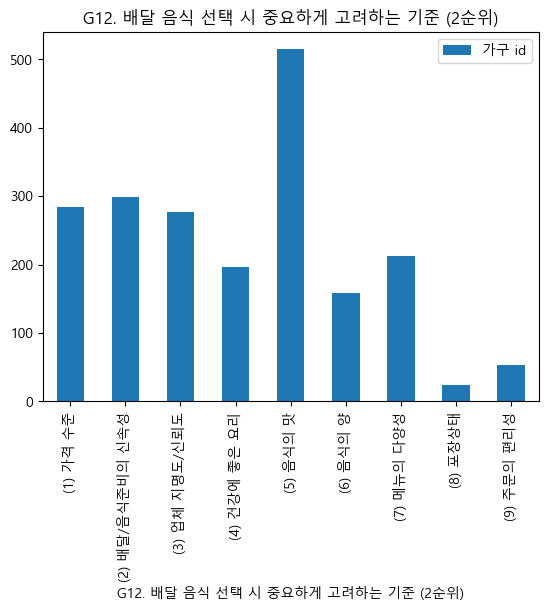 G12. 배달 음식 선택 시 중요하게 고려하는 기준 (2순위)
가구 id
500
400
300
200
100
0
(1) 가격 수준
(2) 배달/음식준비의 신속성
(3) 업체 지명도/신뢰도
(4) 건강에 좋은 요리
(5) 음식의 맛
(6) 음식의 양
(7) 메뉴의 다양성
(8) 포장상태
(9) 주문의 편리성
G12. 배달 음식 선택 시 중요하게 고려하는 기준 (2순위)